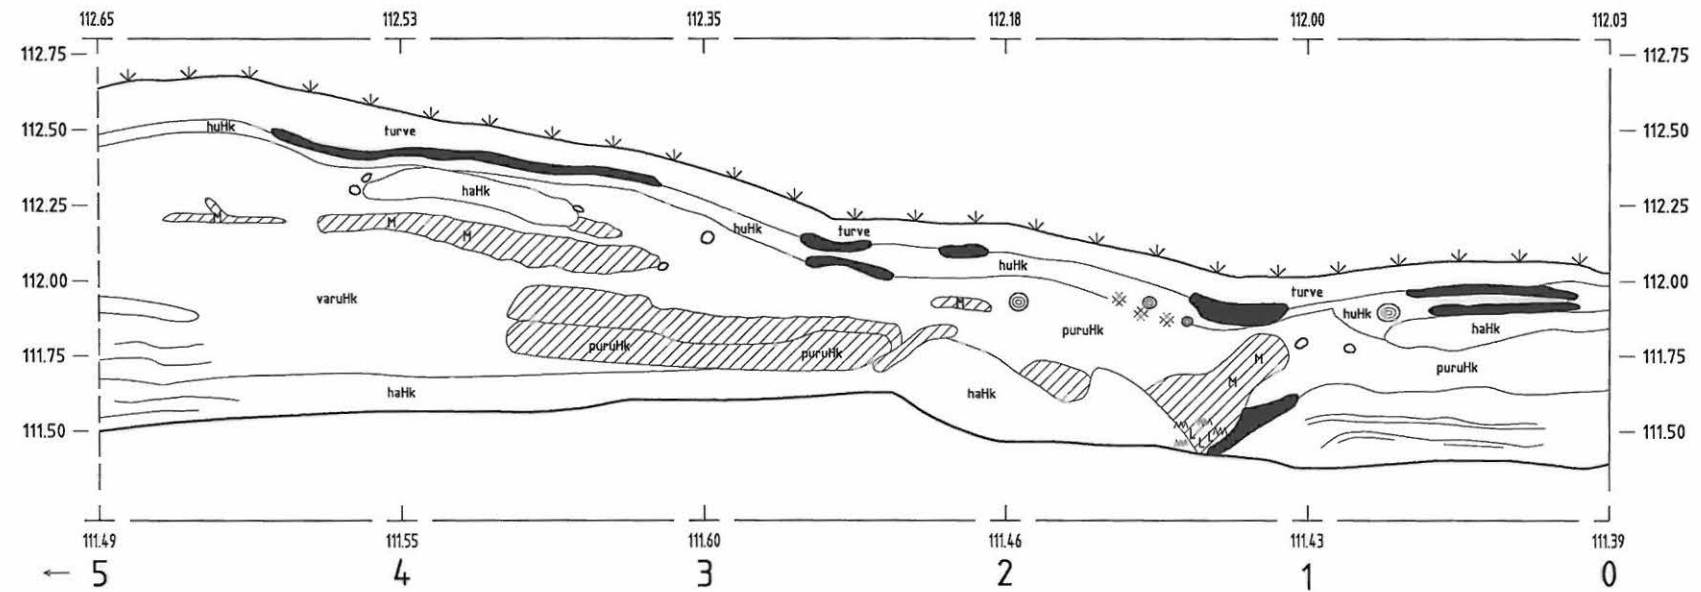 112.65 112.53 112.35 112.18 112.00 112.03
112.75 112.75
112.50 huHk turve 112.50
haHk
112.25 M M M huHk turve 112.25
huHk
112.00 turve 112.00
varuHk M puruHk huHk haHk
111.75 puruHk puruHk M puruHk 111.75
haHk haHk M
111.50 L L L 111.50
111.49 111.55 111.60 111.46 111.43 111.39
← 5 4 3 2 1 0